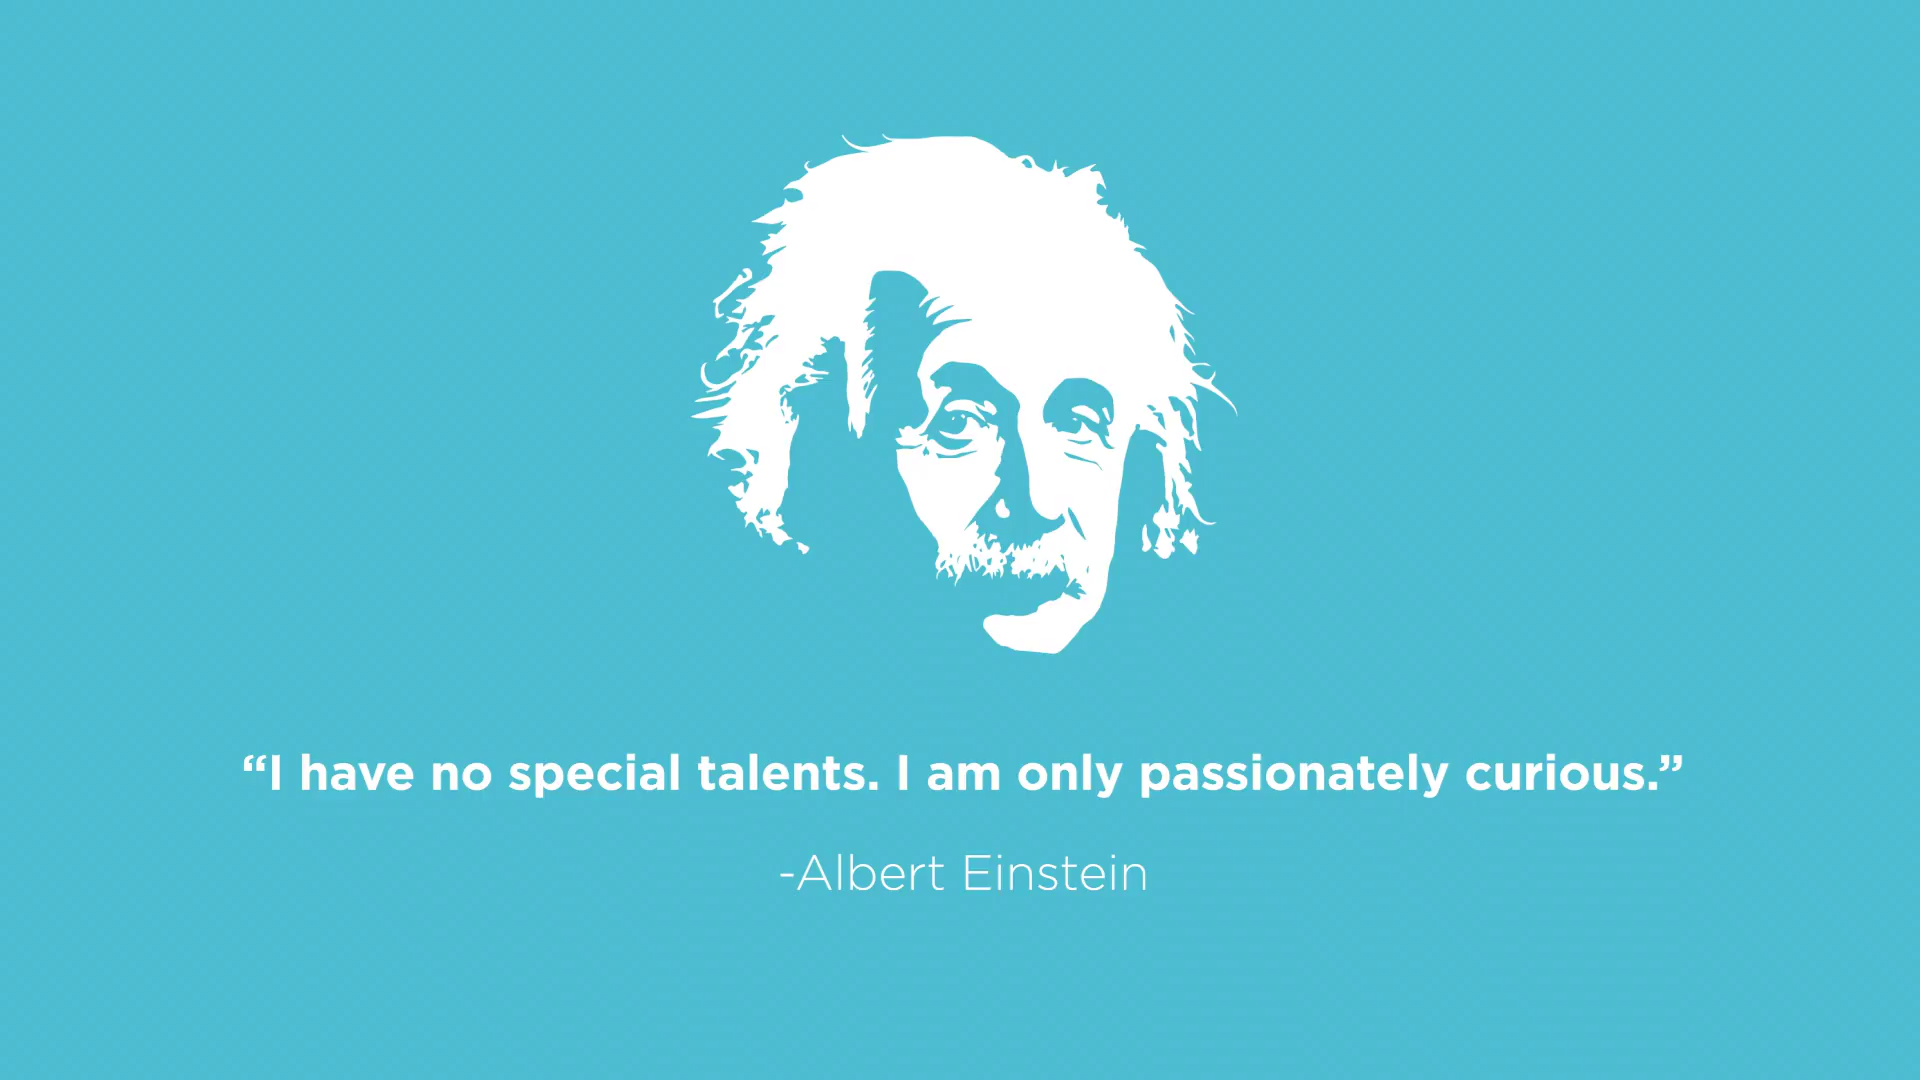 “I have no special talents. I am only passionately curious.”
-Albert Einstein